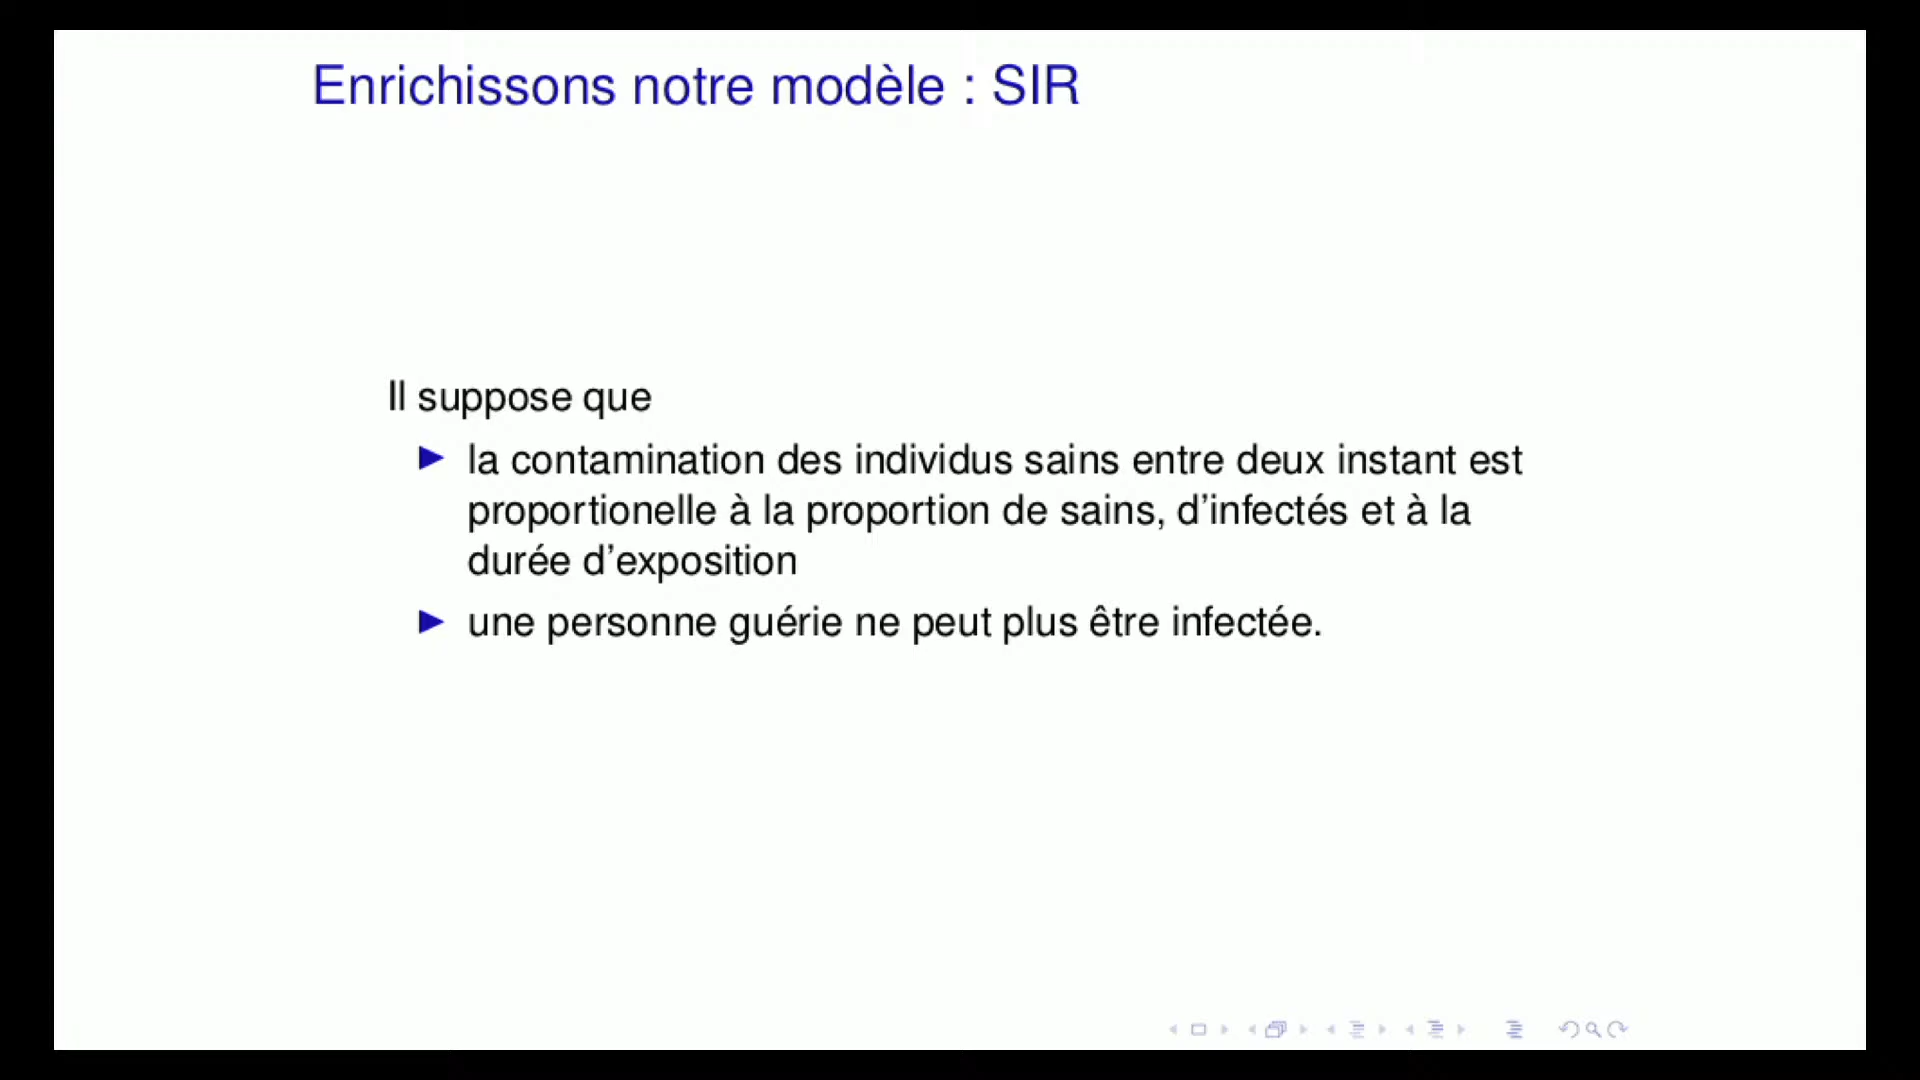 Enrichissons notre modèle : SIR
Il suppose que
la contamination des individus sains entre deux instant est
proportionelle à la proportion de sains, d'infectés et à la
durée d'exposition
une personne guérie ne peut plus être infectée.